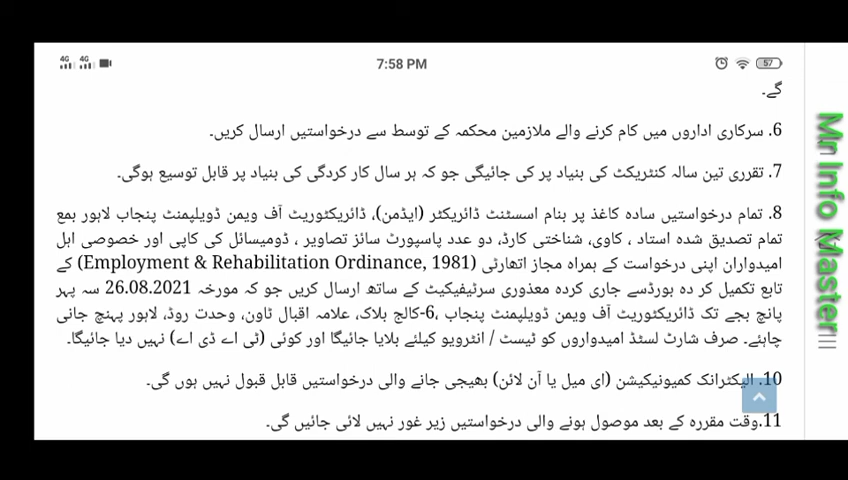 7:58 PM
57
گے۔
6. سرکاری اداروں میں کام کرنے والے ملازمین محکمہ کے توسط سے درخواستیں ارسال کریں۔
7. تقرری تین سالہ کنٹریکٹ کی بنیاد پر کی جائیگی جو کہ ہر سال کار کردگی کی بنیاد پر قابل توسیع ہوگی۔
8. تمام درخواستیں سادہ کاغذ پر بنام اسسٹنٹ ڈائریکٹر (ایڈمن)، ڈائریکٹوریٹ آف ویمن ڈویلپمنٹ پنجاب لاہور بمع
تمام تصدیق شدہ استاد ، کاوی، شناختی کارڈ، دو عدد پاسپورٹ سائز تصاویر ، ڈومیسائل کی کاپی اور خصوصی اہل
امیدواران اپنی درخواست کے ہمراہ مجاز اتھارٹی (Employment & Rehabilitation Ordinance, 1981) کے
تابع تکمیل کر دہ بورڈسے جاری کردہ معذوری سرٹیفیکیٹ کے ساتھ ارسال کریں جو کہ مورخہ 26.08.2021 سہ پہر
پانچ بجے تک ڈائریکٹوریٹ آف ویمن ڈویلپمنٹ پنجاب ،6-کالج بلاک، علامہ اقبال ٹاون، وحدت روڈ، لاہور پہنچ جانی
چاہئے۔ صرف شارٹ لسٹڈ امیدواروں کو ٹیسٹ / انٹرویو کیلئے بلایا جائیگا اور کوئی (ٹی اے ڈی اے) نہیں دیا جائیگا۔
10. الیکٹرانک کمیونیکیشن (ای میل یا آن لائن) بھیجی جانے والی درخواستیں قابل قبول نہیں ہوں گی۔
11.وقت مقررہ کے بعد موصول ہونے والی درخواستیں زیر غور نہیں لائی جائیں گی۔
Mr Info Master